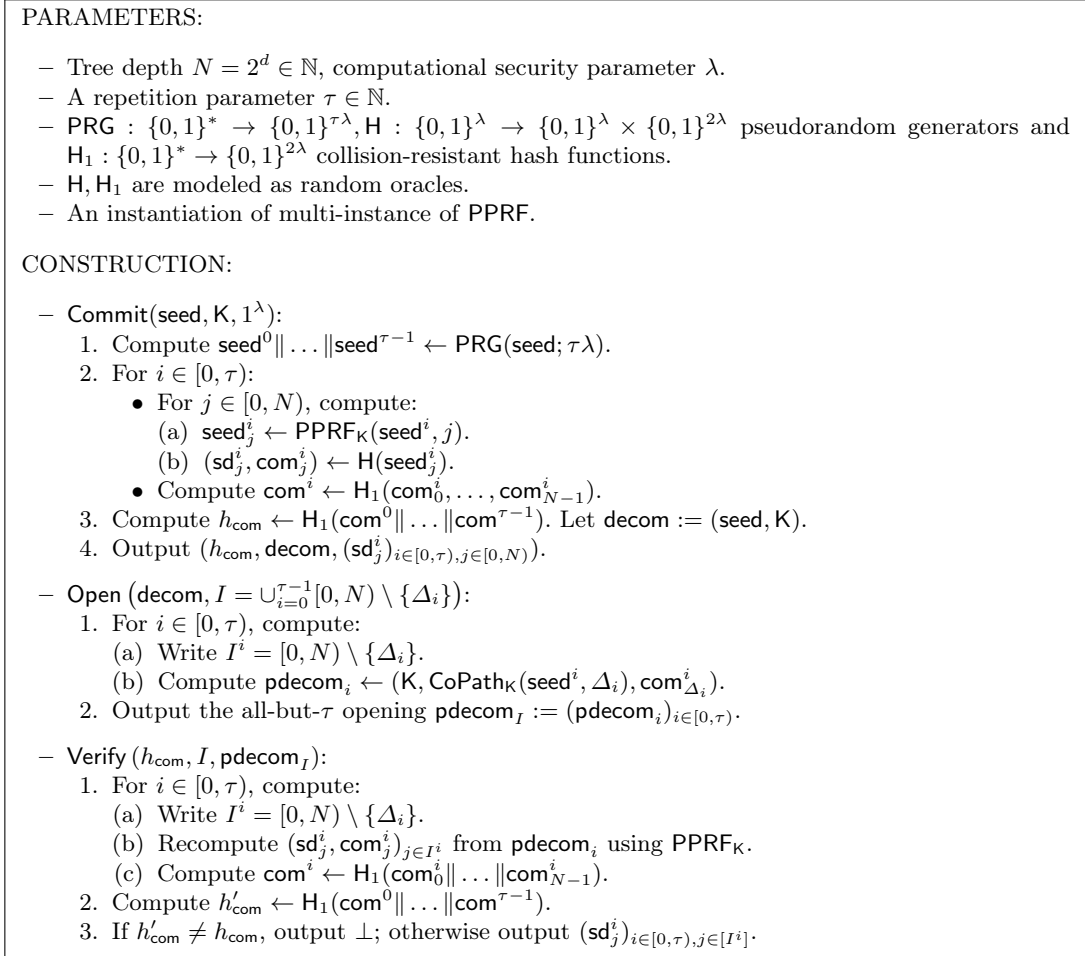 PARAMETERS:
– Tree depth N = 2^d ∈ ℕ, computational security parameter λ.
– A repetition parameter τ ∈ ℕ.
– PRG : {0, 1}^* → {0, 1}^{τλ}, H : {0, 1}^λ → {0, 1}^λ × {0, 1}^{2λ} pseudorandom generators and
H_1 : {0, 1}^* → {0, 1}^{2λ} collision-resistant hash functions.
– H, H_1 are modeled as random oracles.
– An instantiation of multi-instance of PPRF.
CONSTRUCTION:
– Commit(seed, K, 1^λ):
1. Compute seed^0∥ . . . ∥seed^{τ−1} ← PRG(seed; τλ).
2. For i ∈ [0, τ):
• For j ∈ [0, N), compute:
(a) seed^i_j ← PPRF_K(seed^i, j).
(b) (sd^i_j, com^i_j) ← H(seed^i_j).
• Compute com^i ← H_1(com^i_0, . . . , com^i_{N−1}).
3. Compute h_com ← H_1(com^0∥ . . . ∥com^{τ−1}). Let decom := (seed, K).
4. Output (h_com, decom, (sd^i_j)_{i∈[0,τ),j∈[0,N)}).
– Open (decom, I = ∪^{τ−1}_{i=0}[0, N) \ {Δ_i}):
1. For i ∈ [0, τ), compute:
(a) Write I^i = [0, N) \ {Δ_i}.
(b) Compute pdecom_i ← (K, CoPath_K(seed^i, Δ_i), com^i_{Δ_i}).
2. Output the all-but-τ opening pdecom_I := (pdecom_i)_{i∈[0,τ)}.
– Verify (h_com, I, pdecom_I):
1. For i ∈ [0, τ), compute:
(a) Write I^i = [0, N) \ {Δ_i}.
(b) Recompute (sd^i_j, com^i_j)_{j∈I^i} from pdecom_i using PPRF_K.
(c) Compute com^i ← H_1(com^i_0∥ . . . ∥com^i_{N−1}).
2. Compute h'_com ← H_1(com^0∥ . . . ∥com^{τ−1}).
3. If h'_com ≠ h_com, output ⊥; otherwise output (sd^i_j)_{i∈[0,τ),j∈[I^i]}.